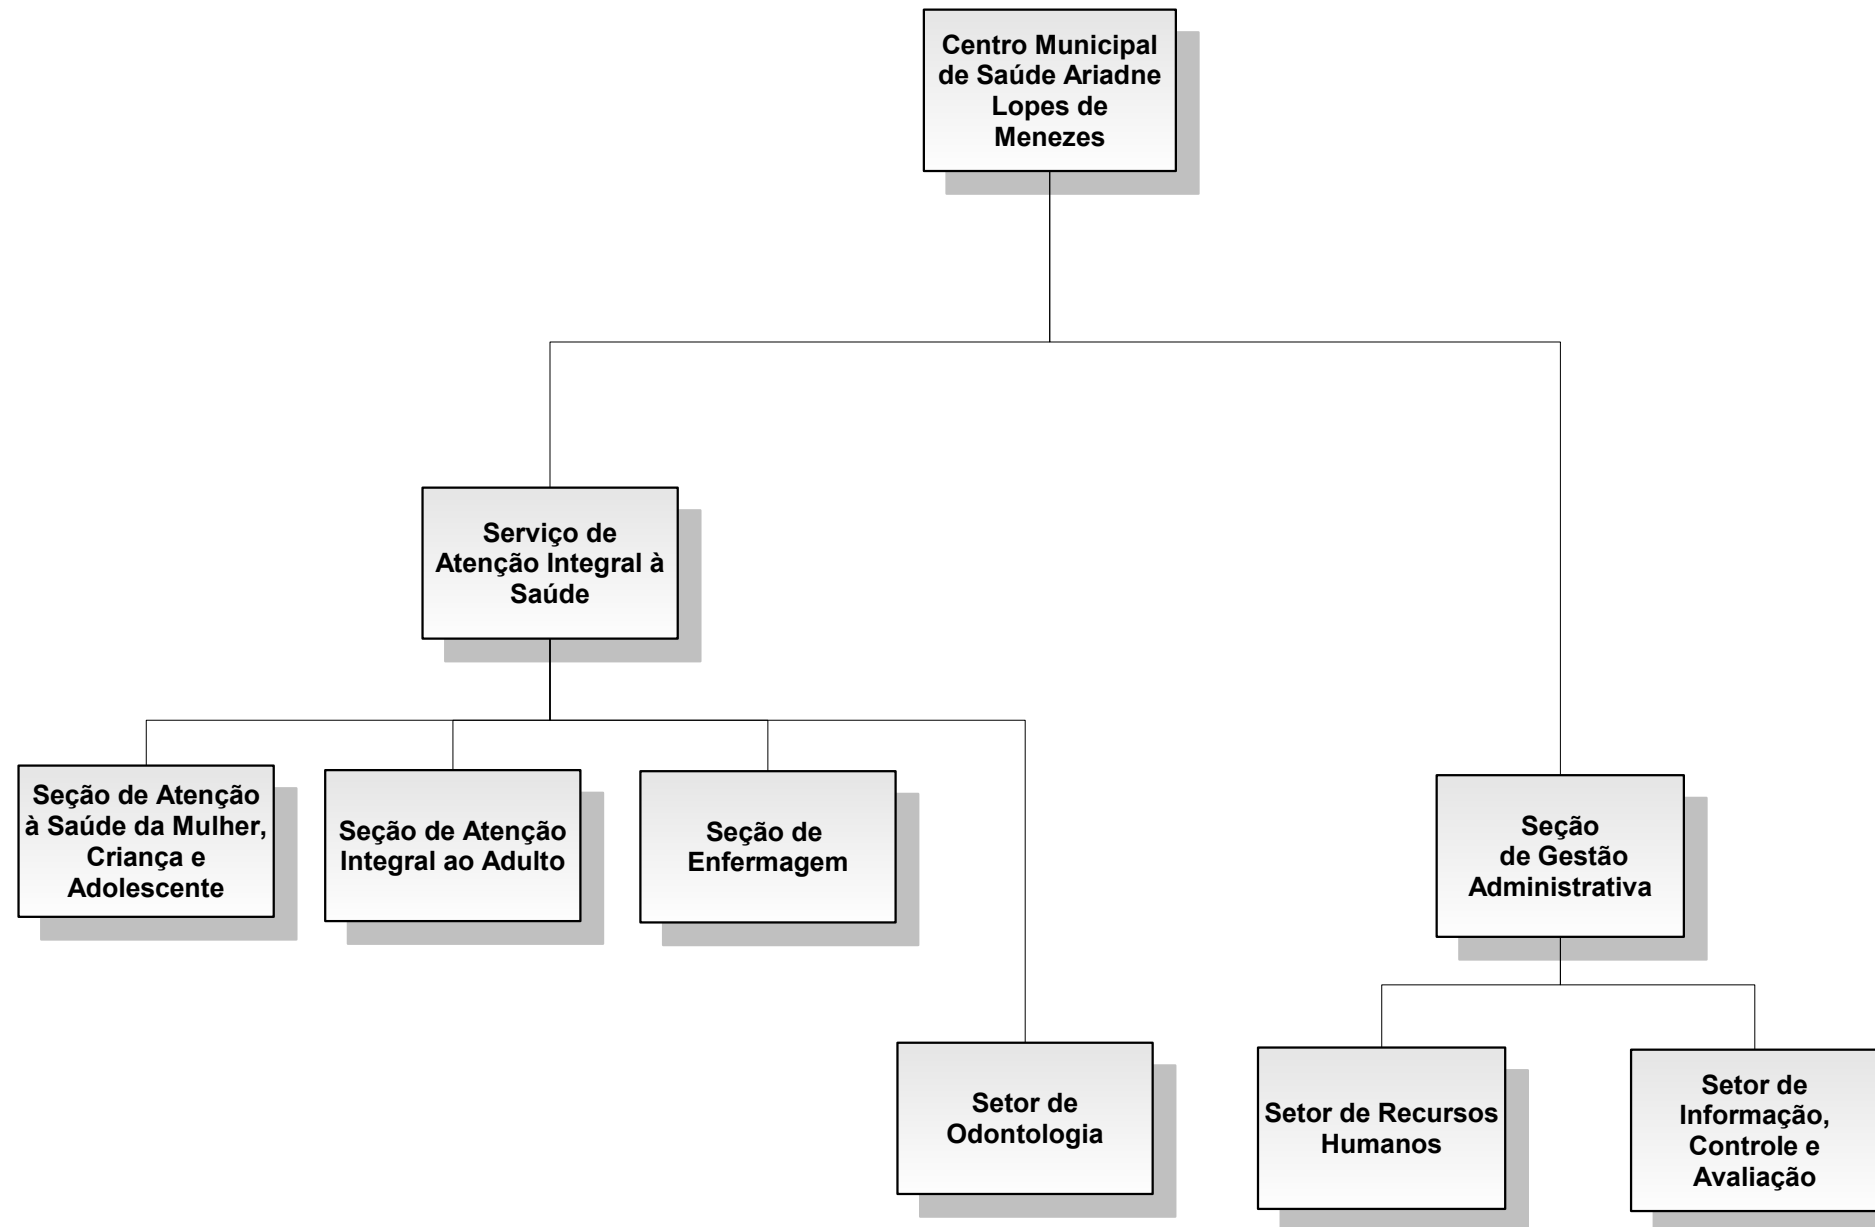 Centro Municipal
de Saúde Ariadne
Lopes de
Menezes
Serviço de
Atenção Integral à
Saúde
Seção de Atenção
à Saúde da Mulher,
Criança e
Adolescente
Seção de Atenção
Integral ao Adulto
Seção de
Enfermagem
Seção
de Gestão
Administrativa
Setor de
Odontologia
Setor de Recursos
Humanos
Setor de
Informação,
Controle e
Avaliação